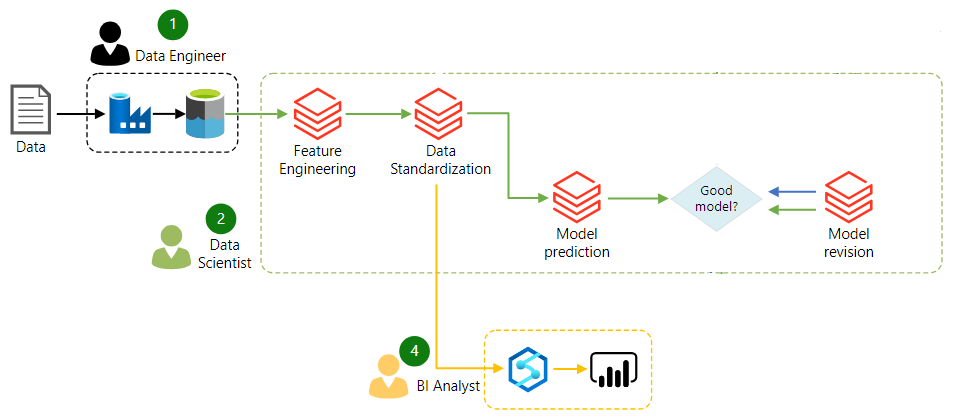 1
Data Engineer
Data
Feature
Engineering
Data
Standardization
Good
model?
2
Data
Scientist
Model
prediction
Model
revision
4
BI Analyst